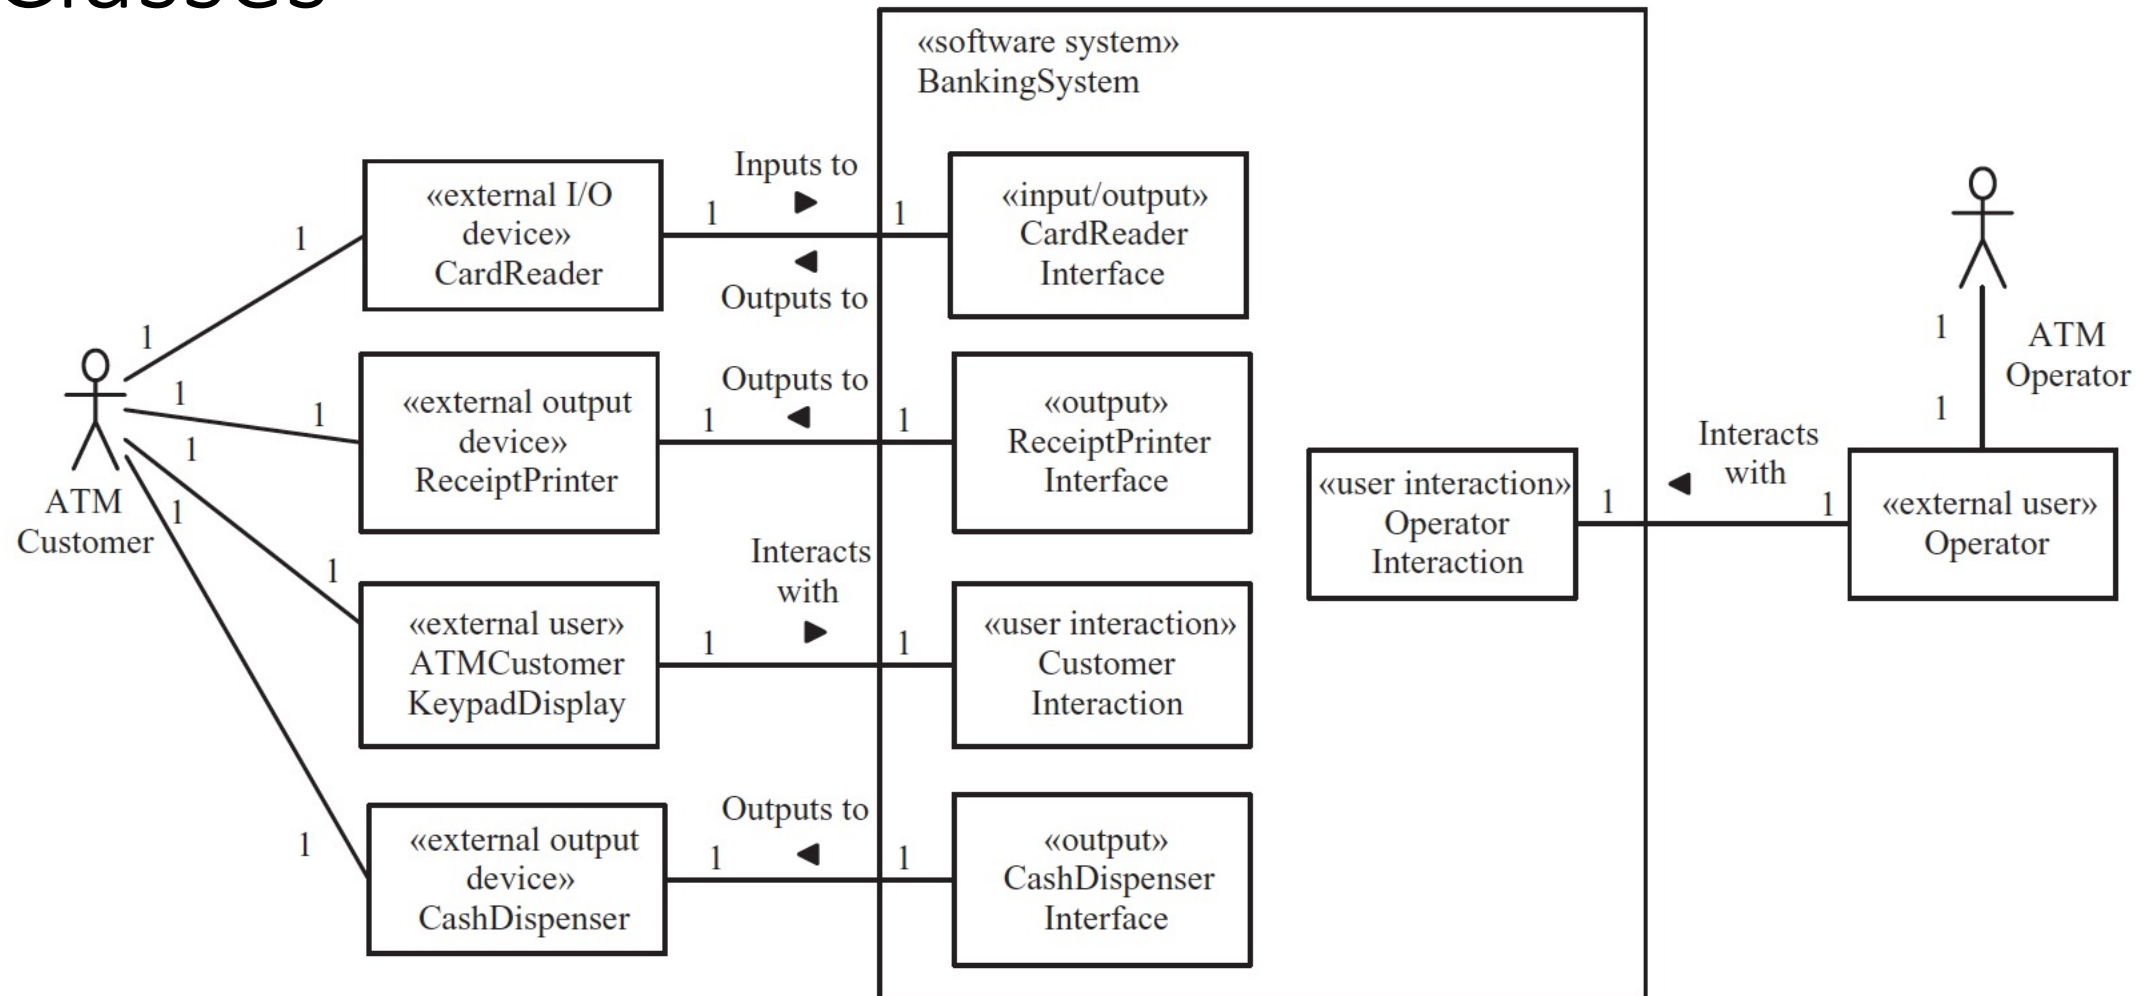 Classes
«software system»
BankingSystem
Inputs to
1
1
Outputs to
«external I/O
device»
CardReader
«input/output»
CardReader
Interface
1
1
Outputs to
1
1
«external output
device»
ReceiptPrinter
«output»
ReceiptPrinter
Interface
1
1
ATM
Customer
Interacts
with
1
1
1
1
«external user»
ATMCustomer
KeypadDisplay
«user interaction»
Customer
Interaction
1
1
Outputs to
1
1
«external output
device»
CashDispenser
«output»
CashDispenser
Interface
«user interaction»
Operator
Interaction
Interacts
with
1
1
«external user»
Operator
1
1
ATM
Operator